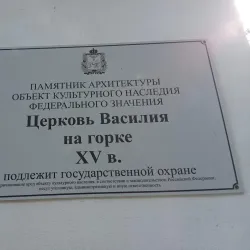 ПАМЯТНИК АРХИТЕКТУРЫ
ОБЪЕКТ КУЛЬТУРНОГО НАСЛЕДИЯ
ФЕДЕРАЛЬНОГО ЗНАЧЕНИЯ
Церковь Василия
на горке
XV в.
подлежит государственной охране